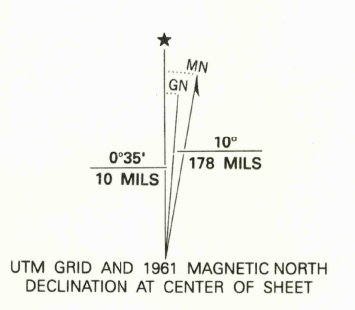 ★
MN
GN
0°35'
10 MILS
10°
178 MILS
UTM GRID AND 1961 MAGNETIC NORTH
DECLINATION AT CENTER OF SHEET